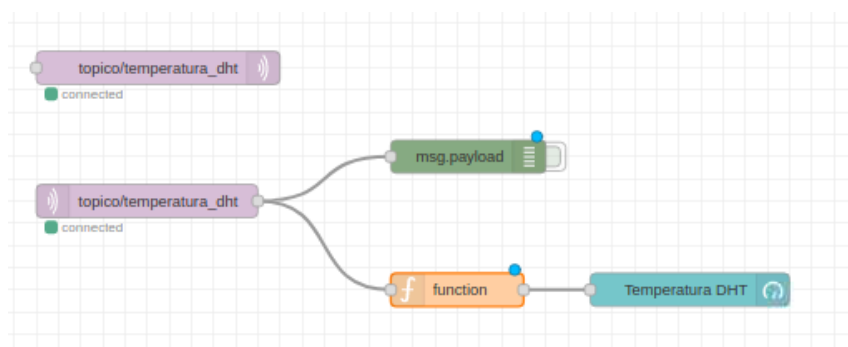 topico/temperatura_dht
connected
msg.payload
topico/temperatura_dht
connected
function
Temperatura DHT